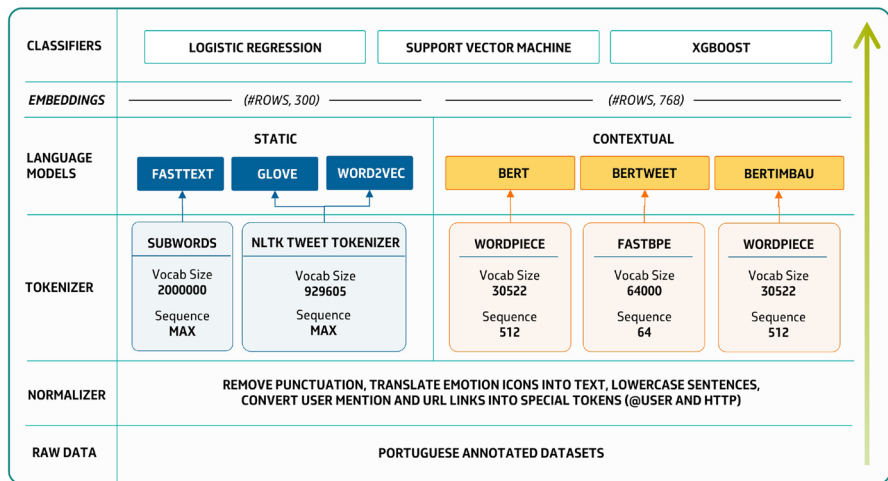 CLASSIFIERS
LOGISTIC REGRESSION
SUPPORT VECTOR MACHINE
XGBOOST
EMBEDDINGS
(#ROWS, 300)
(#ROWS, 768)
LANGUAGE
MODELS
STATIC
FASTTEXT
GLOVE
WORD2VEC
CONTEXTUAL
BERT
BERTWEET
BERTIMBAU
TOKENIZER
SUBWORDS
Vocab Size
2000000
Sequence
MAX
NLTK TWEET TOKENIZER
Vocab Size
929605
Sequence
MAX
WORDPIECE
Vocab Size
30522
Sequence
512
FASTBPE
Vocab Size
64000
Sequence
64
WORDPIECE
Vocab Size
30522
Sequence
512
NORMALIZER
REMOVE PUNCTUATION, TRANSLATE EMOTION ICONS INTO TEXT, LOWERCASE SENTENCES,
CONVERT USER MENTION AND URL LINKS INTO SPECIAL TOKENS (@USER AND HTTP)
RAW DATA
PORTUGUESE ANNOTATED DATASETS